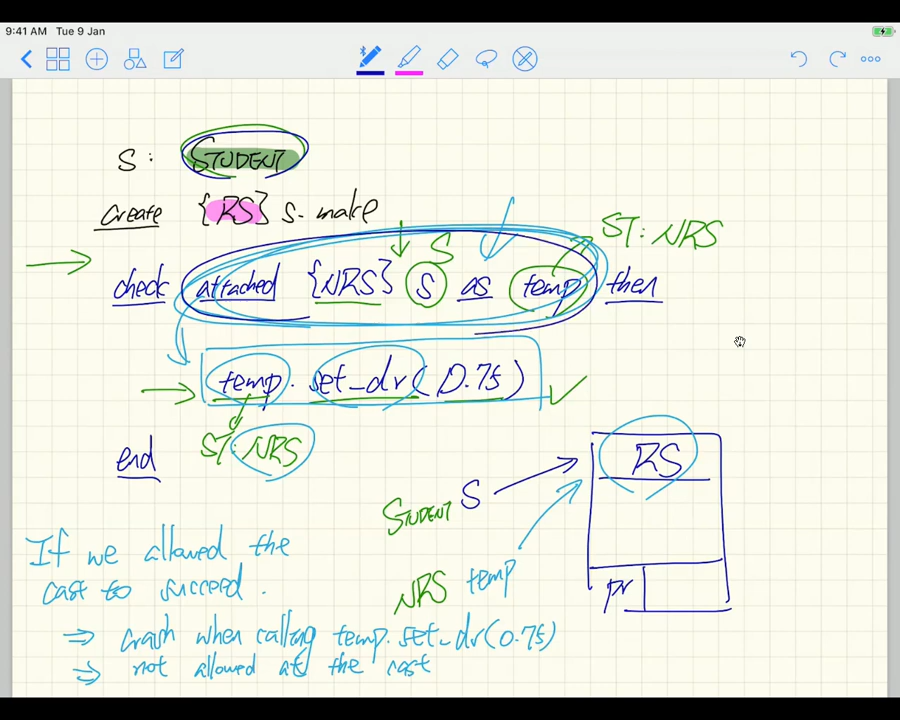 9:41 AM Tue 9 Jan
S: STUDENT
create {RS} S.make
ST: NRS
S
check attached {NRS} S as temp then
temp.set_dr(0.75)
ST: NRS
end
RS
STUDENT S
NRS temp
pr
If we allowed the
cast to succeed.
⇒ crash when calling temp.set_dr(0.75)
⇒ not allowed at the cast